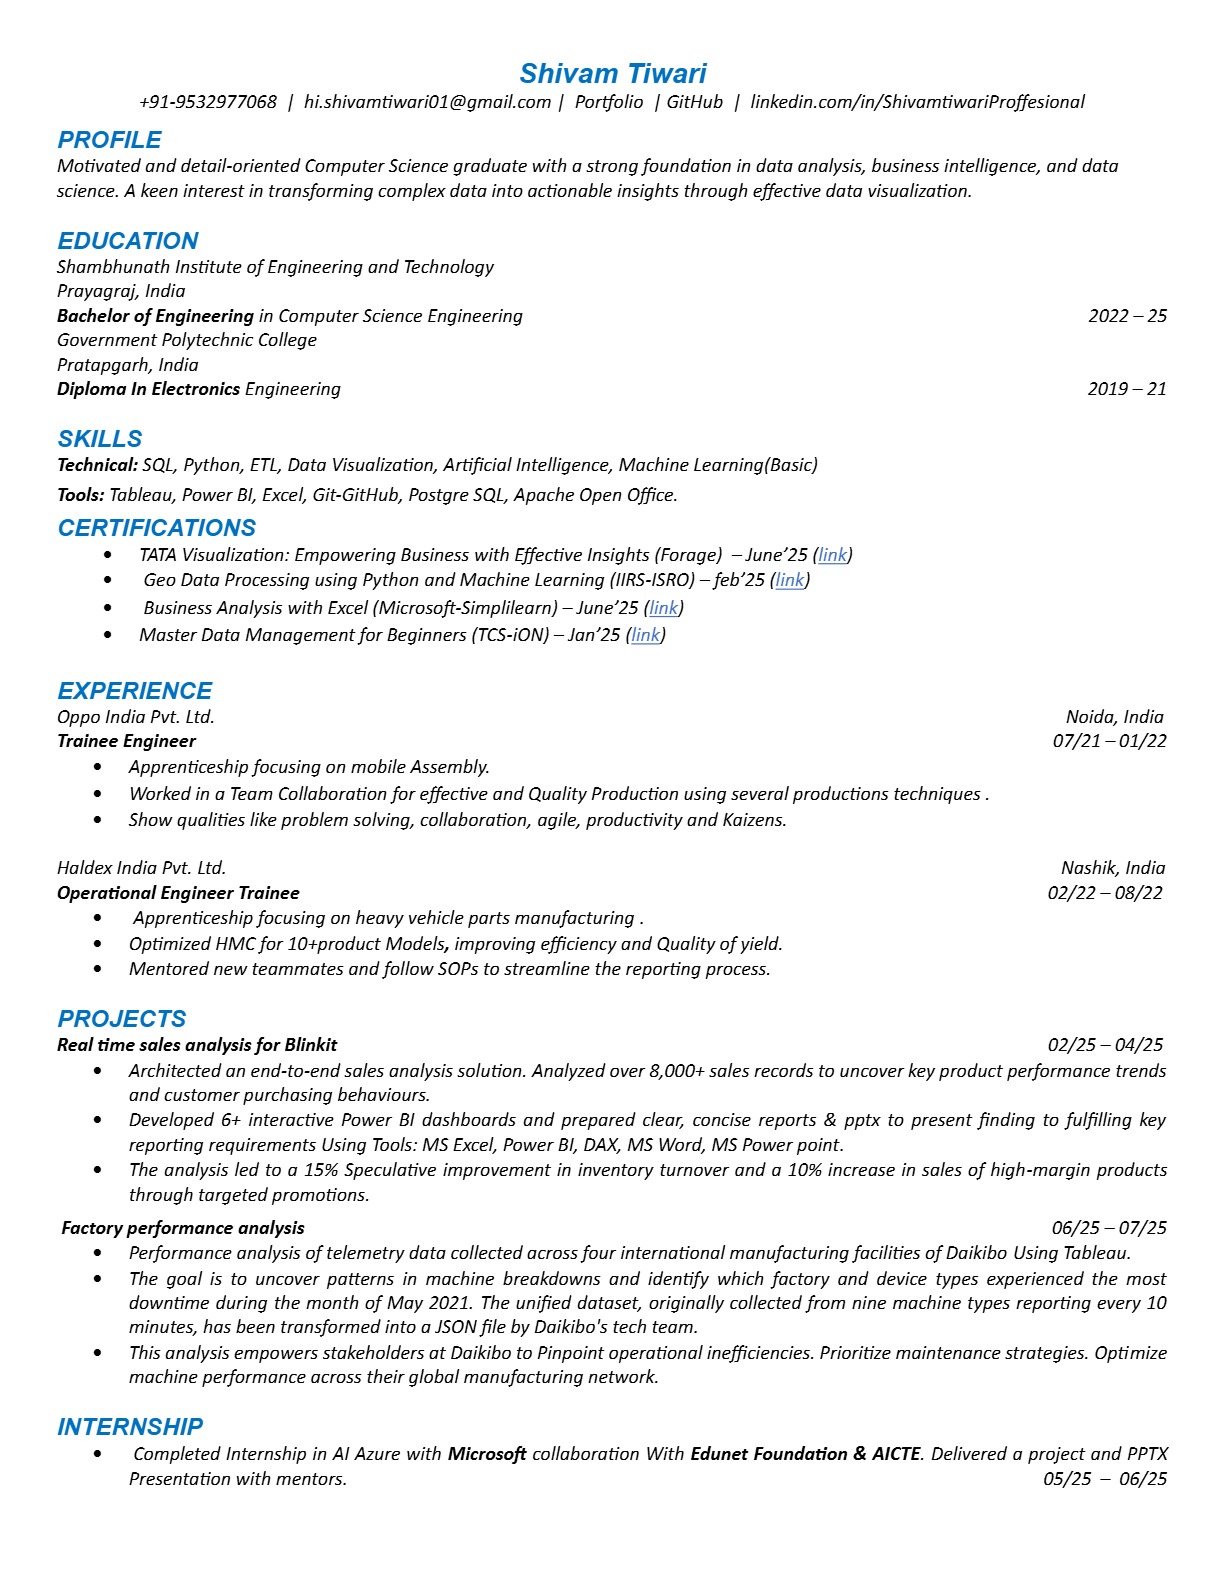 Shivam Tiwari
+91-9532977068 | hi.shivamtiwari01@gmail.com | Portfolio | GitHub | linkedin.com/in/ShivamtiwariProffesional
PROFILE
Motivated and detail-oriented Computer Science graduate with a strong foundation in data analysis, business intelligence, and data
science. A keen interest in transforming complex data into actionable insights through effective data visualization.
EDUCATION
Shambhunath Institute of Engineering and Technology
Prayagraj, India
Bachelor of Engineering in Computer Science Engineering 2022 – 25
Government Polytechnic College
Pratapgarh, India
Diploma In Electronics Engineering 2019 – 21
SKILLS
Technical: SQL, Python, ETL, Data Visualization, Artificial Intelligence, Machine Learning(Basic)
Tools: Tableau, Power BI, Excel, Git-GitHub, Postgre SQL, Apache Open Office.
CERTIFICATIONS
• TATA Visualization: Empowering Business with Effective Insights (Forage) – June’25 (link)
• Geo Data Processing using Python and Machine Learning (IIRS-ISRO) – feb’25 (link)
• Business Analysis with Excel (Microsoft-Simplilearn) – June’25 (link)
• Master Data Management for Beginners (TCS-iON) – Jan’25 (link)
EXPERIENCE
Oppo India Pvt. Ltd. Noida, India
Trainee Engineer 07/21 – 01/22
• Apprenticeship focusing on mobile Assembly.
• Worked in a Team Collaboration for effective and Quality Production using several productions techniques .
• Show qualities like problem solving, collaboration, agile, productivity and Kaizens.
Haldex India Pvt. Ltd. Nashik, India
Operational Engineer Trainee 02/22 – 08/22
• Apprenticeship focusing on heavy vehicle parts manufacturing .
• Optimized HMC for 10+product Models, improving efficiency and Quality of yield.
• Mentored new teammates and follow SOPs to streamline the reporting process.
PROJECTS
Real time sales analysis for Blinkit 02/25 – 04/25
• Architected an end-to-end sales analysis solution. Analyzed over 8,000+ sales records to uncover key product performance trends
and customer purchasing behaviours.
• Developed 6+ interactive Power BI dashboards and prepared clear, concise reports & pptx to present finding to fulfilling key
reporting requirements Using Tools: MS Excel, Power BI, DAX, MS Word, MS Power point.
• The analysis led to a 15% Speculative improvement in inventory turnover and a 10% increase in sales of high-margin products
through targeted promotions.
Factory performance analysis 06/25 – 07/25
• Performance analysis of telemetry data collected across four international manufacturing facilities of Daikibo Using Tableau.
• The goal is to uncover patterns in machine breakdowns and identify which factory and device types experienced the most
downtime during the month of May 2021. The unified dataset, originally collected from nine machine types reporting every 10
minutes, has been transformed into a JSON file by Daikibo's tech team.
• This analysis empowers stakeholders at Daikibo to Pinpoint operational inefficiencies. Prioritize maintenance strategies. Optimize
machine performance across their global manufacturing network.
INTERNSHIP
• Completed Internship in AI Azure with Microsoft collaboration With Edunet Foundation & AICTE. Delivered a project and PPTX
Presentation with mentors. 05/25 – 06/25